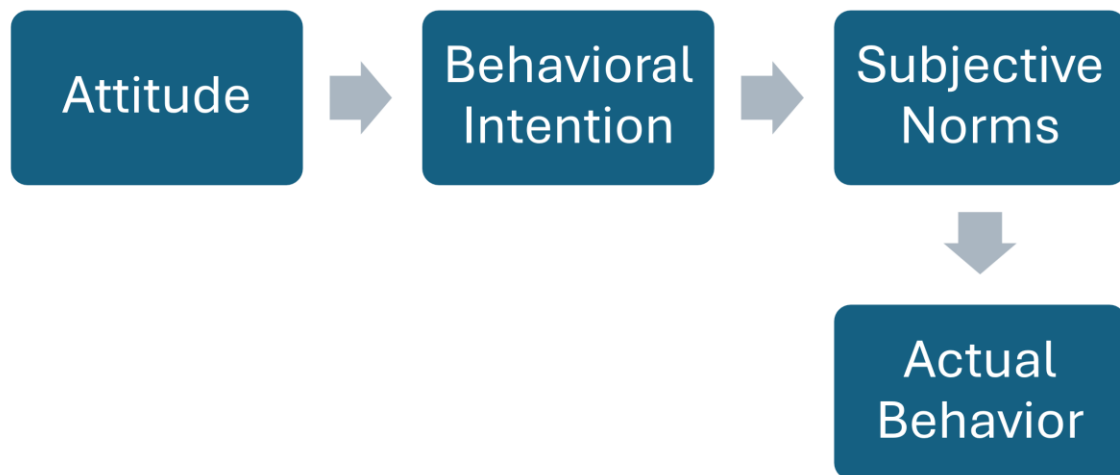 Attitude
Behavioral
Intention
Subjective
Norms
Actual
Behavior